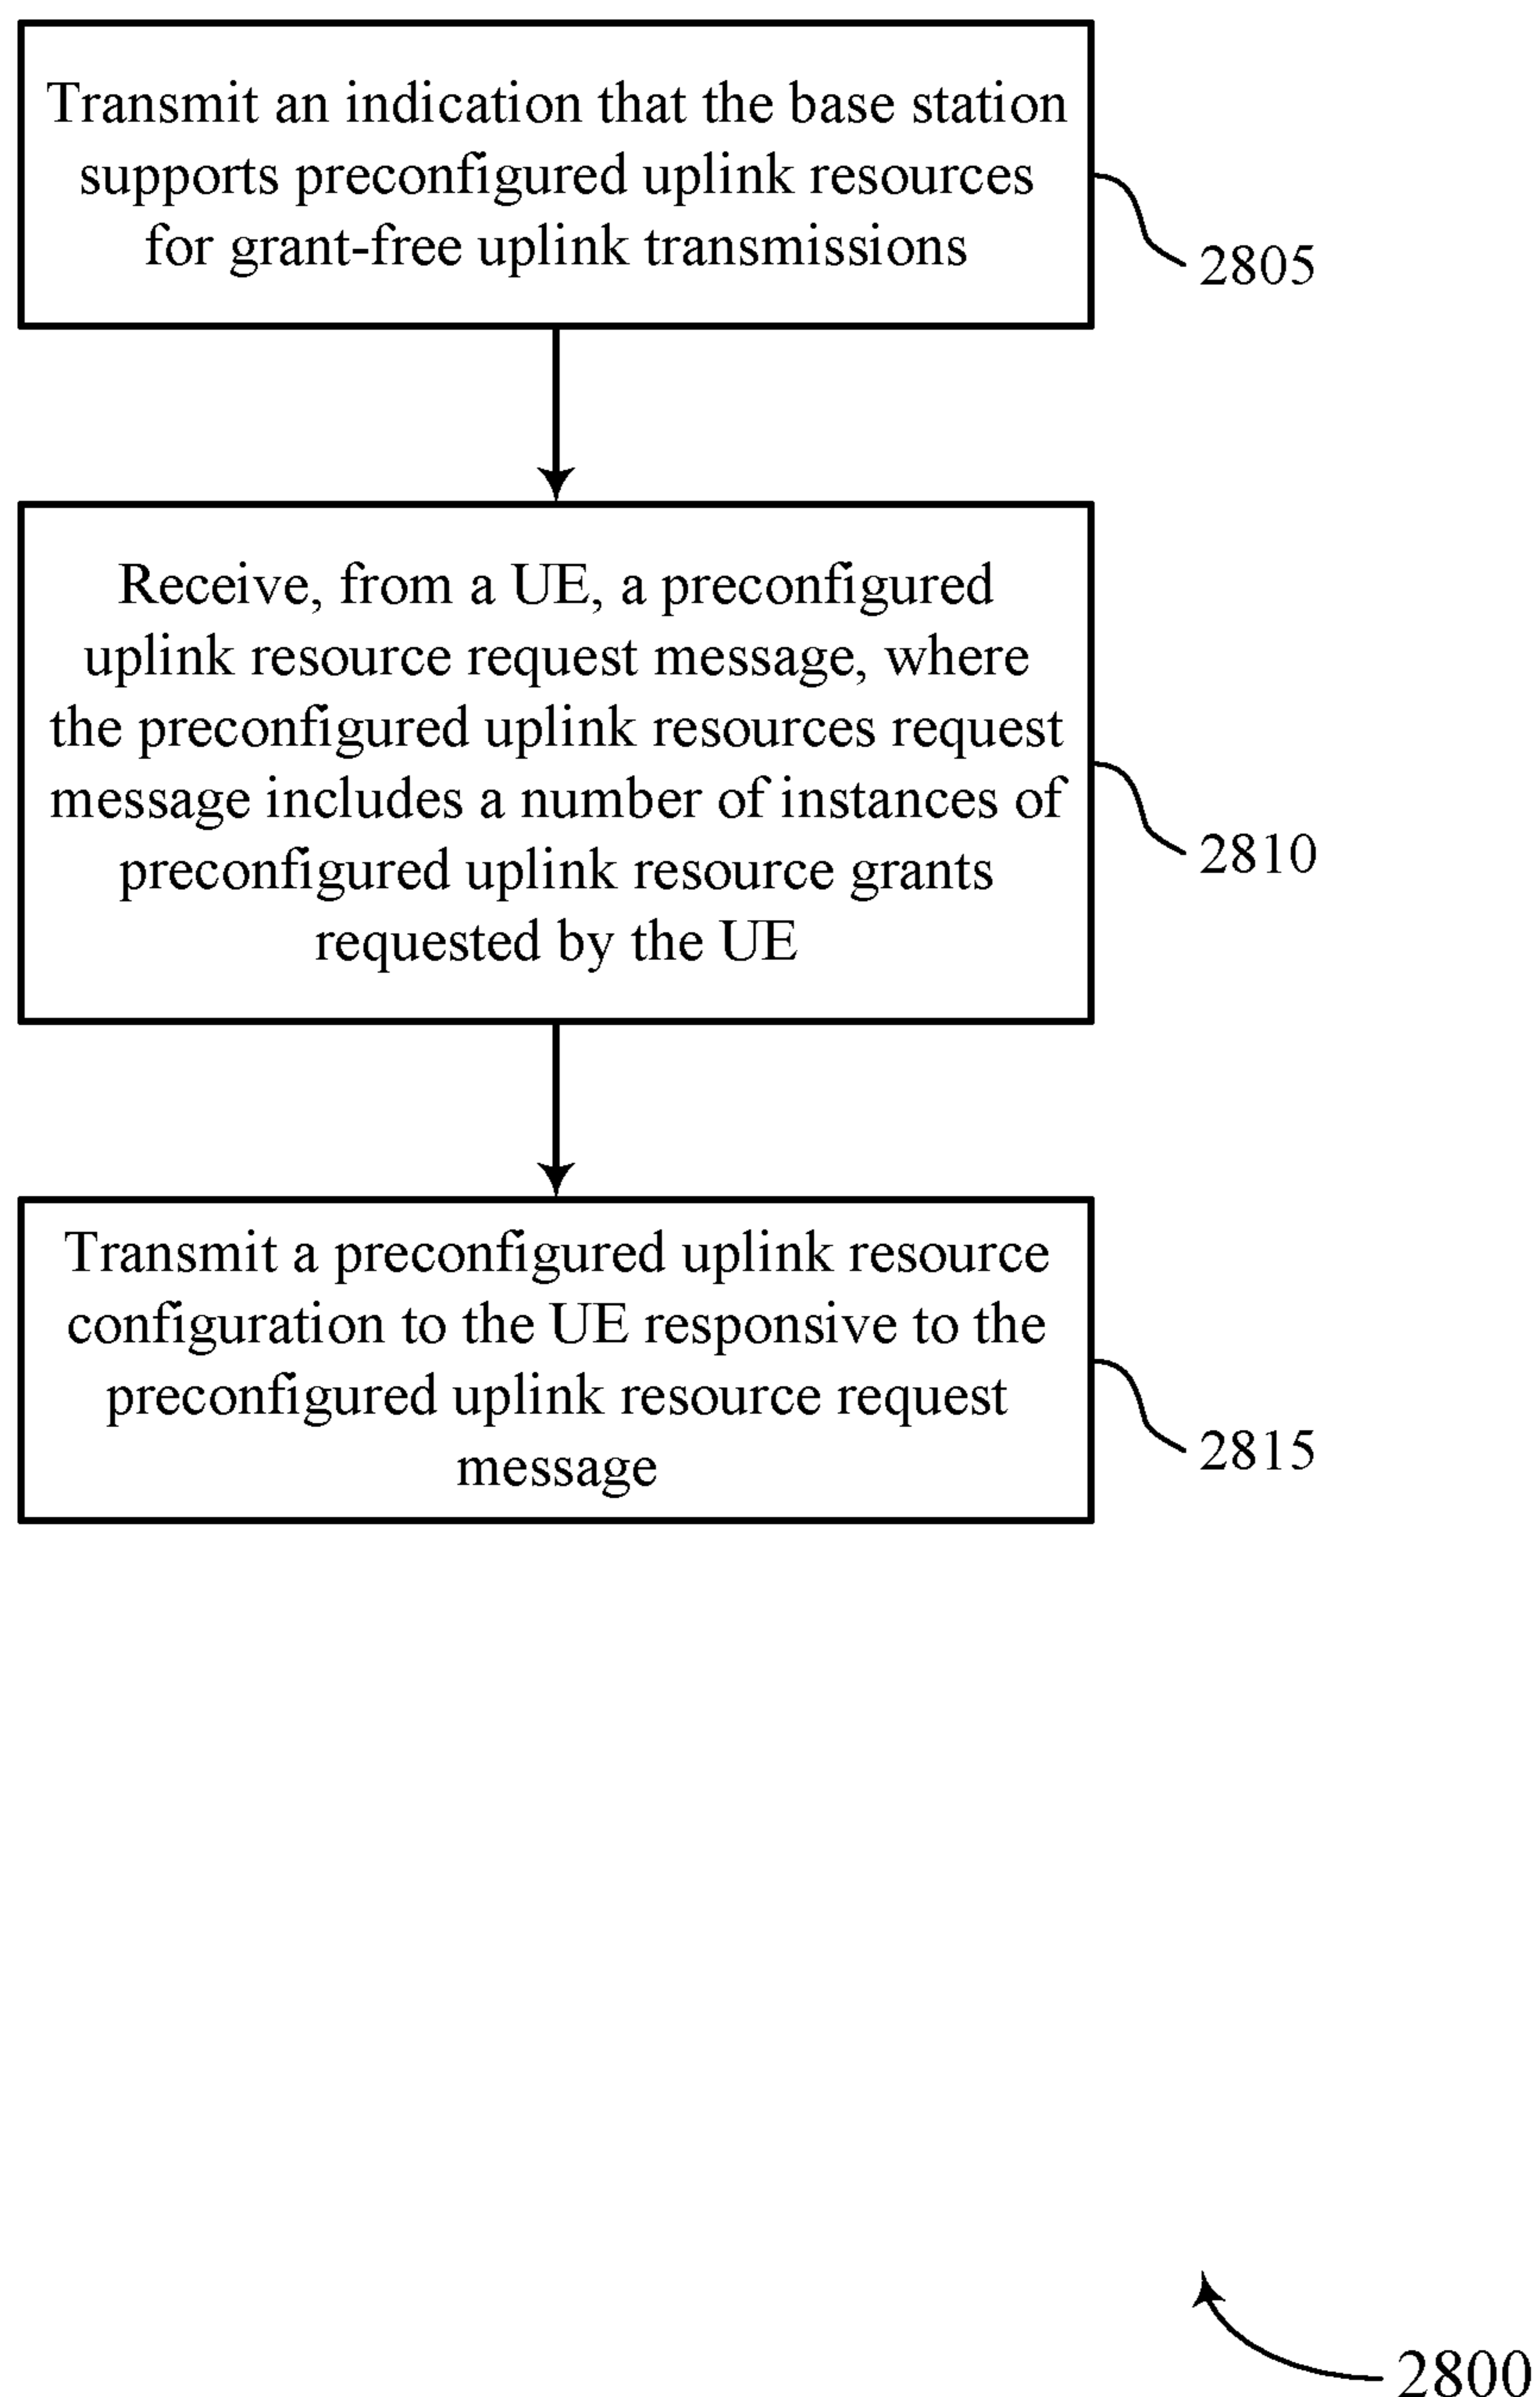 Transmit an indication that the base station
supports preconfigured uplink resources
for grant-free uplink transmissions
2805
Receive, from a UE, a preconfigured
uplink resource request message, where
the preconfigured uplink resources request
message includes a number of instances of
preconfigured uplink resource grants
requested by the UE
2810
Transmit a preconfigured uplink resource
configuration to the UE responsive to the
preconfigured uplink resource request
message
2815
2800